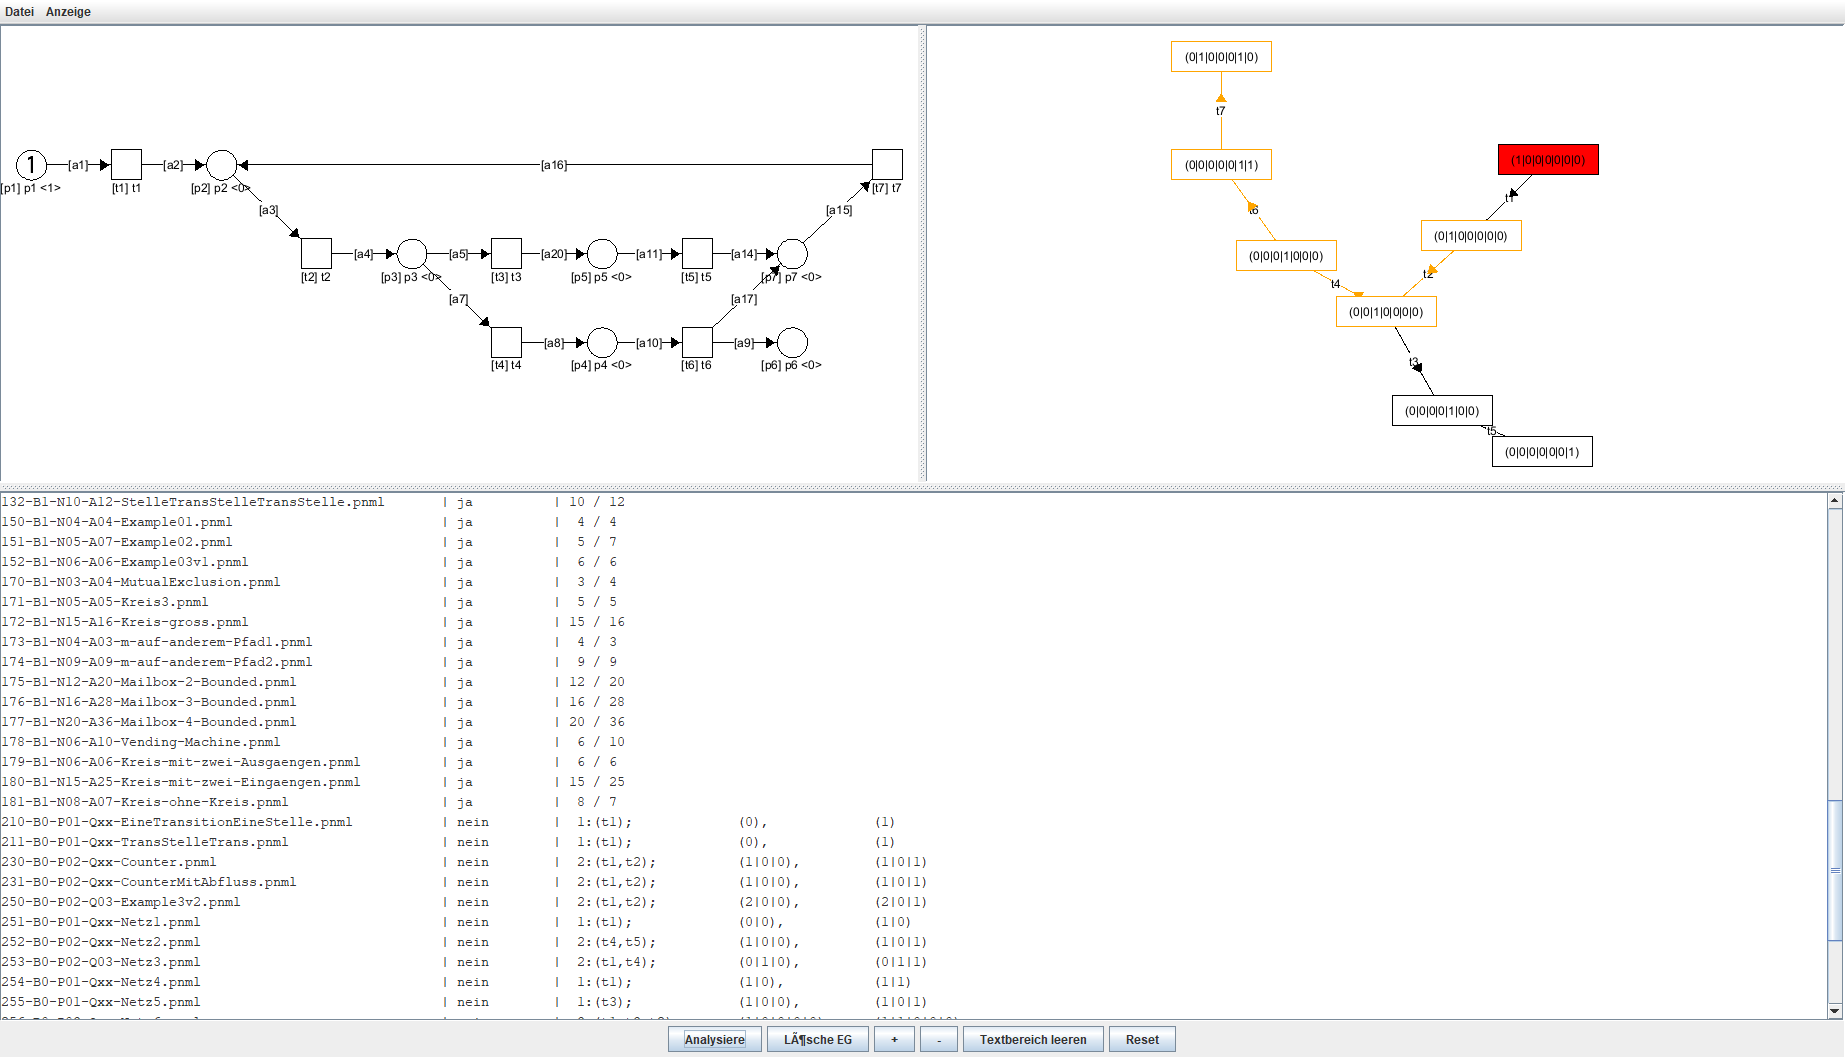 Datei Anzeige
[a1] [a2] [a16]
1
[p1] p1 <1> [t1] t1 [p2] p2 <0> [t7] t7
[a3] [a15]
[a4] [a5] [a20] [a11] [a14]
[t2] t2 [p3] p3 <0> [t3] t3 [p5] p5 <0> [t5] t5 [p7] p7 <0>
[a7] [a17]
[a8] [a10] [a9]
[t4] t4 [p4] p4 <0> [t6] t6 [p6] p6 <0>
(0|1|0|0|0|1|0)
t7
(0|0|0|0|0|1|1) (1|0|0|0|0|0|0)
t1
t6
(0|1|0|0|0|0|0)
(0|0|0|1|0|0|0)
t2
t4
(0|0|1|0|0|0|0)
t3
(0|0|0|0|1|0|0)
t5
(0|0|0|0|0|0|1)
132-B1-N10-A12-StelleTransStelleTransStelle.pnml | ja | 10 / 12
150-B1-N04-A04-Example01.pnml | ja | 4 / 4
151-B1-N05-A07-Example02.pnml | ja | 5 / 7
152-B1-N06-A06-Example03v1.pnml | ja | 6 / 6
170-B1-N03-A04-MutualExclusion.pnml | ja | 3 / 4
171-B1-N05-A05-Kreis3.pnml | ja | 5 / 5
172-B1-N15-A16-Kreis-gross.pnml | ja | 15 / 16
173-B1-N04-A03-m-auf-anderem-Pfad1.pnml | ja | 4 / 3
174-B1-N09-A09-m-auf-anderem-Pfad2.pnml | ja | 9 / 9
175-B1-N12-A20-Mailbox-2-Bounded.pnml | ja | 12 / 20
176-B1-N16-A28-Mailbox-3-Bounded.pnml | ja | 16 / 28
177-B1-N20-A36-Mailbox-4-Bounded.pnml | ja | 20 / 36
178-B1-N06-A10-Vending-Machine.pnml | ja | 6 / 10
179-B1-N06-A06-Kreis-mit-zwei-Ausgaengen.pnml | ja | 6 / 6
180-B1-N15-A25-Kreis-mit-zwei-Eingaengen.pnml | ja | 15 / 25
181-B1-N08-A07-Kreis-ohne-Kreis.pnml | ja | 8 / 7
210-B0-P01-Qxx-EineTransitionEineStelle.pnml | nein | 1:(t1); (0), (1)
211-B0-P01-Qxx-TransStelleTrans.pnml | nein | 1:(t1); (0), (1)
230-B0-P02-Qxx-Counter.pnml | nein | 2:(t1,t2); (1|0|0), (1|0|1)
231-B0-P02-Qxx-CounterMitAbfluss.pnml | nein | 2:(t1,t2); (1|0|0), (1|0|1)
250-B0-P02-Q03-Example3v2.pnml | nein | 2:(t1,t2); (2|0|0), (2|0|1)
251-B0-P01-Qxx-Netz1.pnml | nein | 1:(t1); (0|0), (1|0)
252-B0-P02-Qxx-Netz2.pnml | nein | 2:(t4,t5); (1|0|0), (1|0|1)
253-B0-P02-Q03-Netz3.pnml | nein | 2:(t1,t4); (0|1|0), (0|1|1)
254-B0-P01-Qxx-Netz4.pnml | nein | 1:(t1); (1|0), (1|1)
255-B0-P01-Qxx-Netz5.pnml | nein | 1:(t3); (1|0|0), (1|0|1)
Analysiere LÃ¶sche EG + - Textbereich leeren Reset